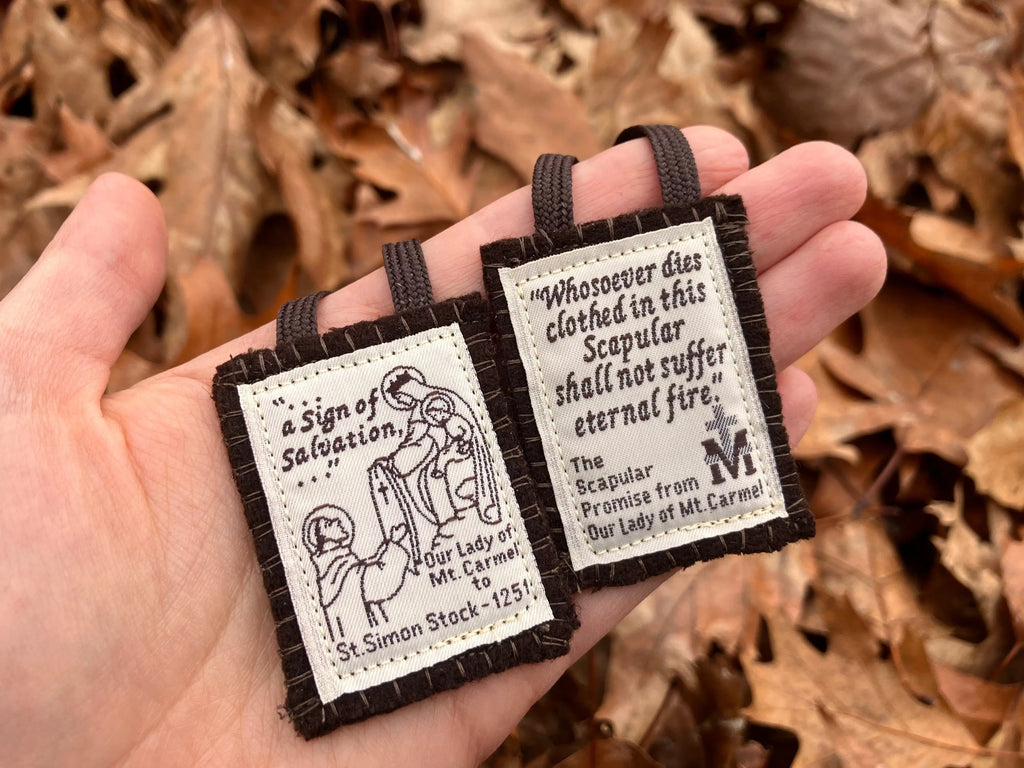 "...
a Sign of
Salvation,
..."
Our Lady of
Mt. Carmel
to
St. Simon Stock - 1251
"Whosoever dies
clothed in this
Scapular
shall not suffer
eternal fire."
The
Scapular
Promise from
Our Lady of Mt. Carmel
M